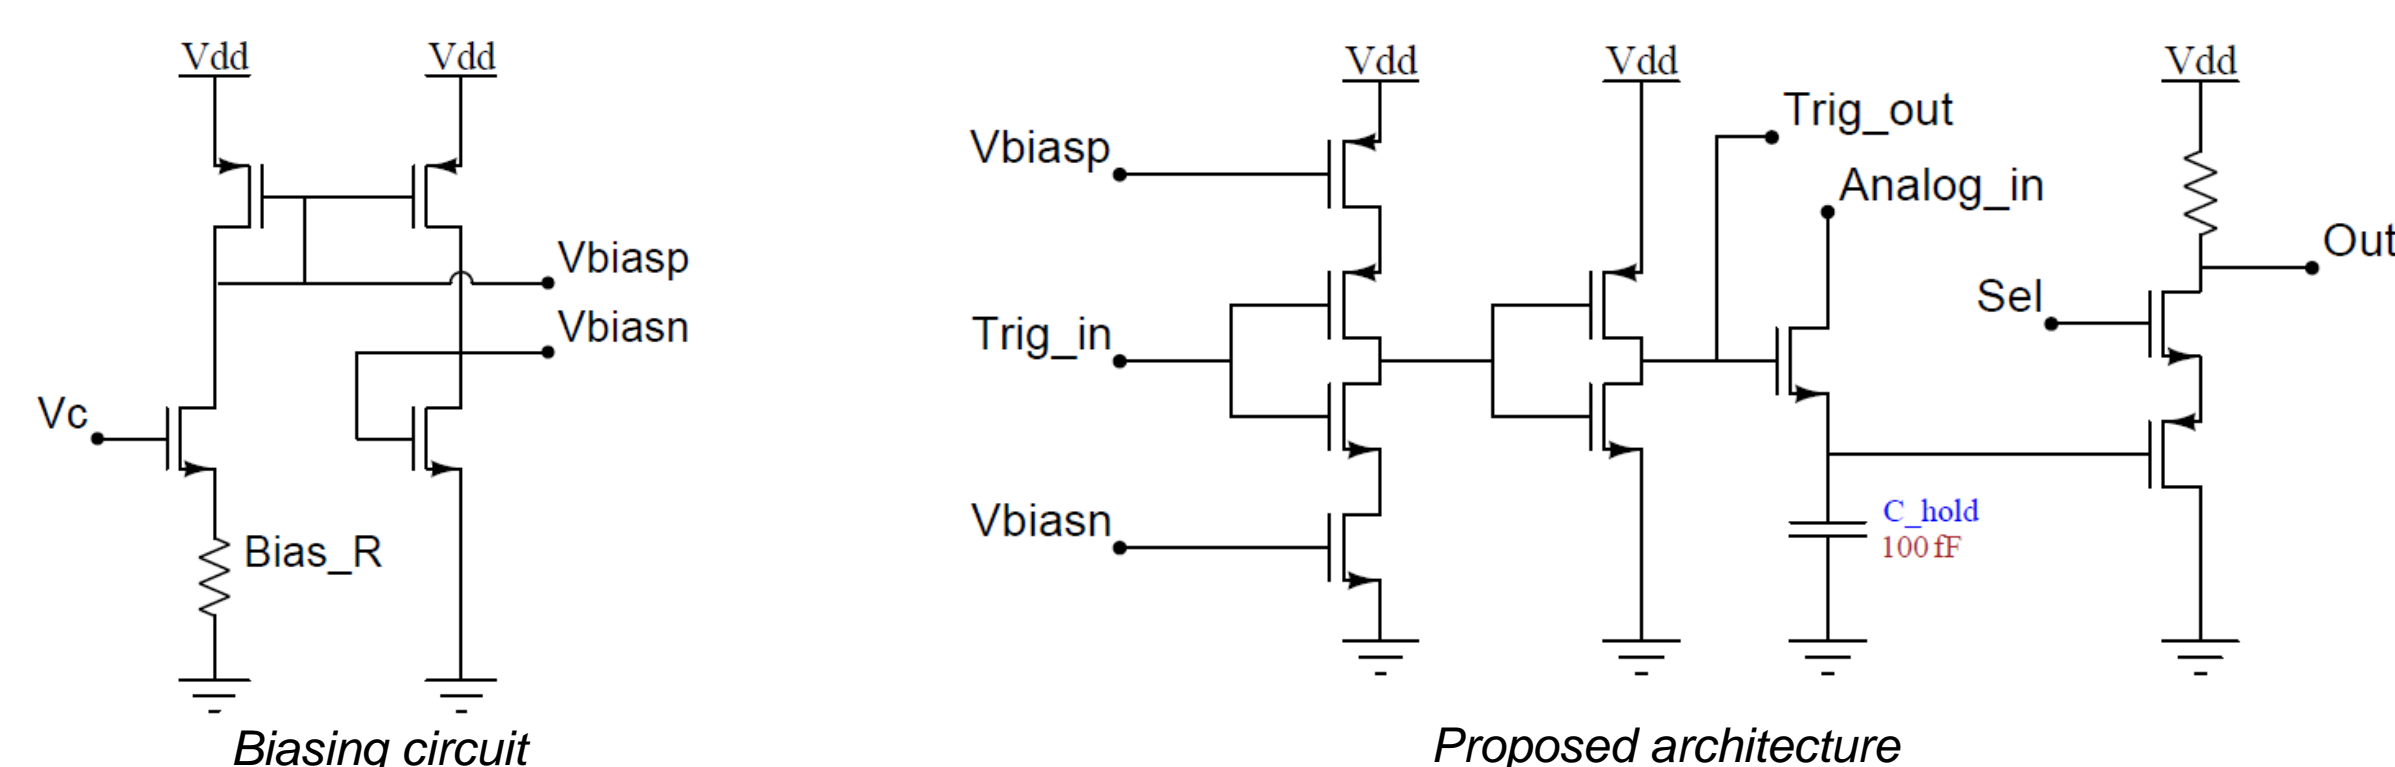 Vdd
Vdd
Vbiasp
Vbiasn
Vc
Bias_R
Biasing circuit
Vdd
Vdd
Vdd
Vbiasp
Trig_out
Analog_in
Trig_in
Sel
Out
Vbiasn
C_hold
100 fF
Proposed architecture